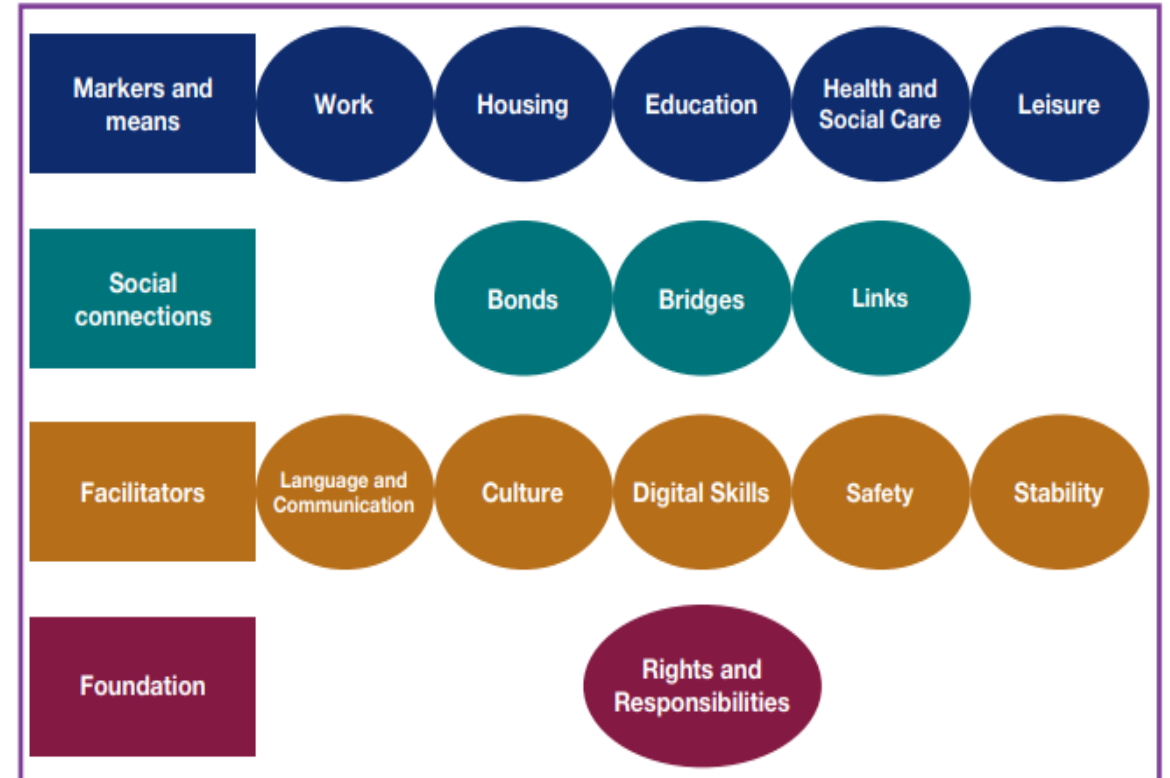 Markers and
means
Work
Housing
Education
Health and
Social Care
Leisure
Social
connections
Bonds
Bridges
Links
Facilitators
Language and
Communication
Culture
Digital Skills
Safety
Stability
Foundation
Rights and
Responsibilities